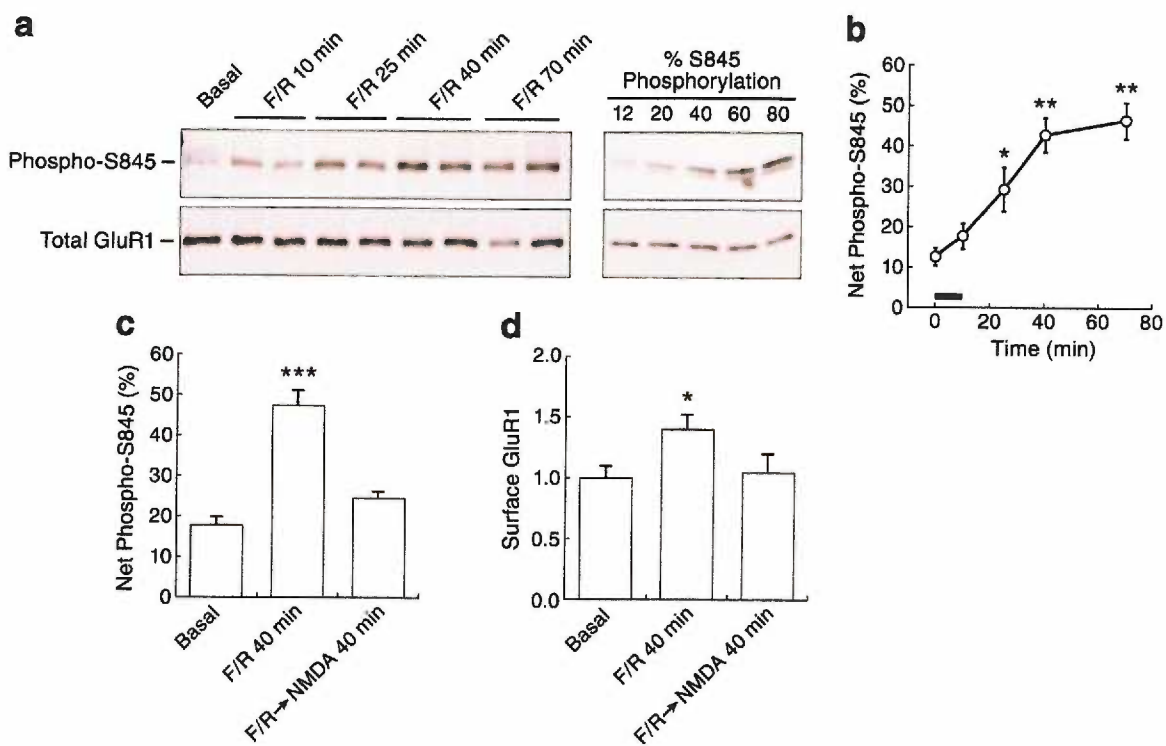 a
Basal
F/R 10 min
F/R 25 min
F/R 40 min
F/R 70 min
% S845
Phosphorylation
12 20 40 60 80
Phospho-S845
Total GluR1
b
Net Phospho-S845 (%)
60
50
40
30
20
10
0
*
**
**
0 20 40 60 80
Time (min)
c
Net Phospho-S845 (%)
60
50
40
30
20
10
0
***
Basal
F/R 40 min
F/R→NMDA 40 min
d
Surface GluR1
2.0
1.5
1.0
0.5
0.0
*
Basal
F/R 40 min
F/R→NMDA 40 min